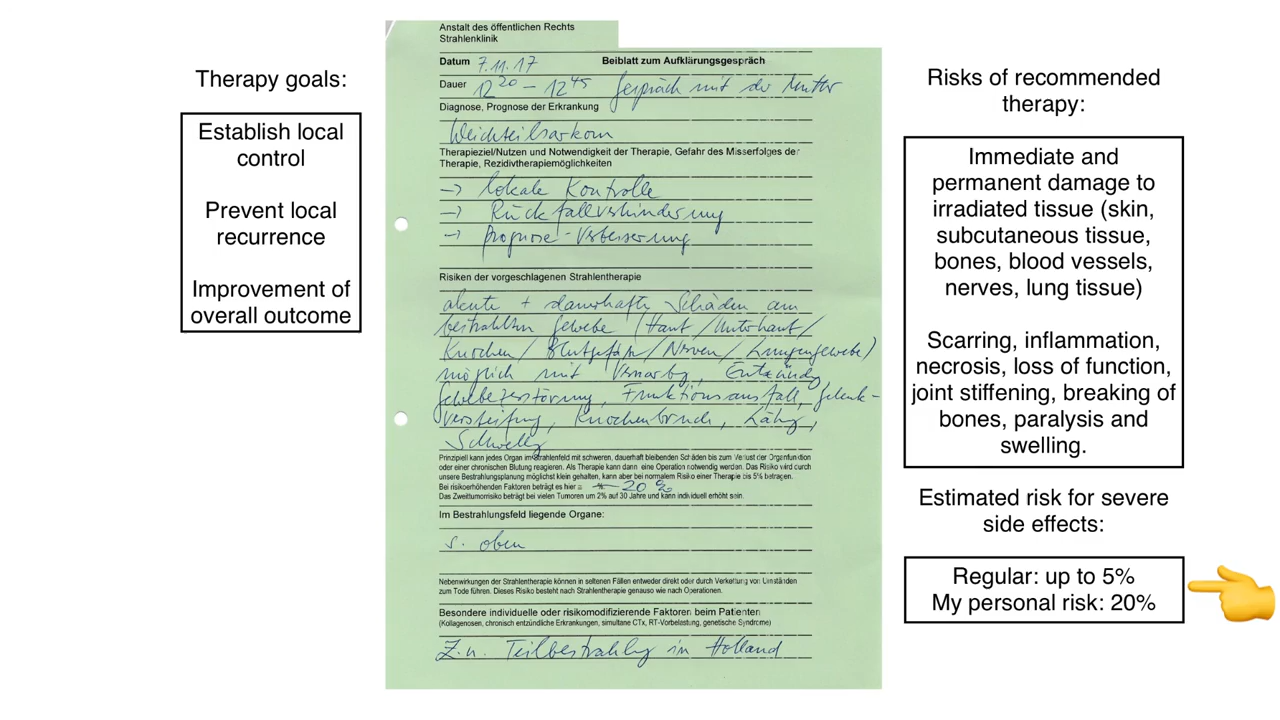 Therapy goals:
Establish local
control
Prevent local
recurrence
Improvement of
overall outcome
Anstalt des öffentlichen Rechts
Strahlenklinik
Datum 7.11.17 Beiblatt zum Aufklärungsgespräch
Dauer 12 20 – 12 45 Gespräch mit der Mutter
Diagnose, Prognose der Erkrankung
Weichteilsarkom
Therapieziel/Nutzen und Notwendigkeit der Therapie, Gefahr des Misserfolges der
Therapie, Rezidivtherapiemöglichkeiten
→ lokale Kontrolle
→ Rückfallverhinderung
→ Prognose-Verbesserung
Risiken der vorgeschlagenen Strahlentherapie
akute + dauerhafte Schäden am
bestrahlten Gewebe (Haut/Unterhaut/
Knochen/Blutgefäße/Nerven/Lungengewebe)
möglich mit Vernarbg, Entzündg,
Gewebezerstörung, Funktionsausfall, Gelenk-
versteifung, Knochenbruch, Lähmg,
Schwellg
Prinzipiell kann jedes Organ im Strahlenfeld mit schweren, dauerhaft bleibenden Schäden bis zum Verlust der Organfunktion
oder einer chronischen Blutung reagieren. Als Therapie kann dann eine Operation notwendig werden. Das Risiko wird durch
unsere Bestrahlungsplanung möglichst klein gehalten, kann aber bei normalem Risiko einer Therapie bis 5% betragen.
Bei risikoerhöhenden Faktoren beträgt es hier = 20 %
Das Zweittumorrisiko beträgt bei vielen Tumoren um 2% auf 30 Jahre und kann individuell erhöht sein.
Im Bestrahlungsfeld liegende Organe:
s. oben
Nebenwirkungen der Strahlentherapie können in seltenen Fällen entweder direkt oder durch Verkettung von Umständen
zum Tode führen. Dieses Risiko besteht nach Strahlentherapie genauso wie nach Operationen.
Besondere individuelle oder risikomodifizierende Faktoren beim Patienten
(Kollagenosen, chronisch entzündliche Erkrankungen, simultane CTx, RT-Vorbelastung, genetische Syndrome)
Z.n. Teilbestrahlg in Holland
Risks of recommended
therapy:
Immediate and
permanent damage to
irradiated tissue (skin,
subcutaneous tissue,
bones, blood vessels,
nerves, lung tissue)
Scarring, inflammation,
necrosis, loss of function,
joint stiffening, breaking of
bones, paralysis and
swelling.
Estimated risk for severe
side effects:
Regular: up to 5%
My personal risk: 20%